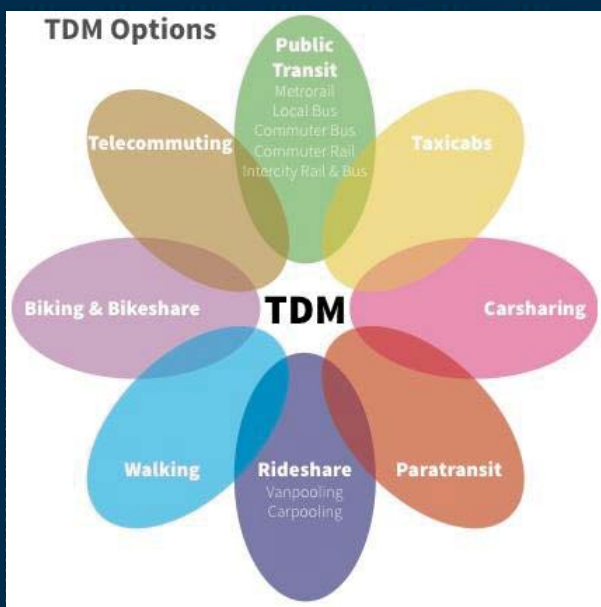 TDM Options
Public
Transit
Metrorail
Local Bus
Commuter Bus
Commuter Rail
Intercity Rail & Bus
Telecommuting
Taxicabs
Biking & Bikeshare
TDM
Carsharing
Walking
Rideshare
Vanpooling
Carpooling
Paratransit